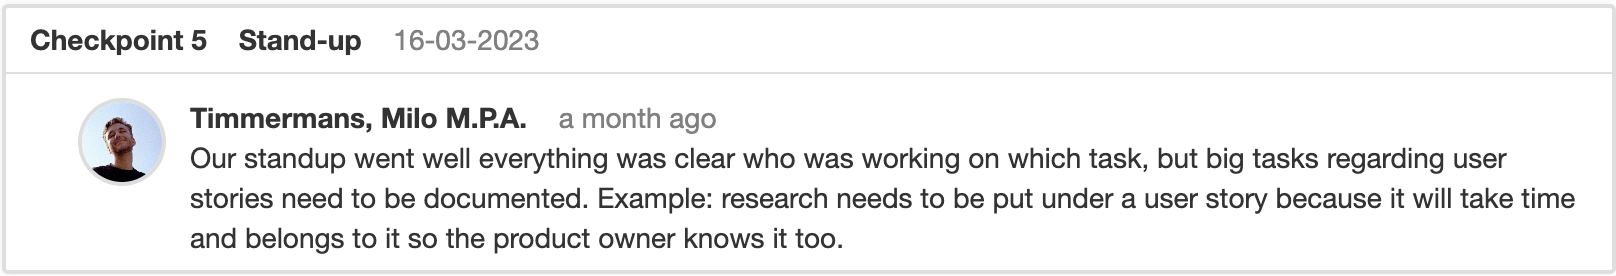 Checkpoint 5 Stand-up 16-03-2023
Timmermans, Milo M.P.A. a month ago
Our standup went well everything was clear who was working on which task, but big tasks regarding user
stories need to be documented. Example: research needs to be put under a user story because it will take time
and belongs to it so the product owner knows it too.